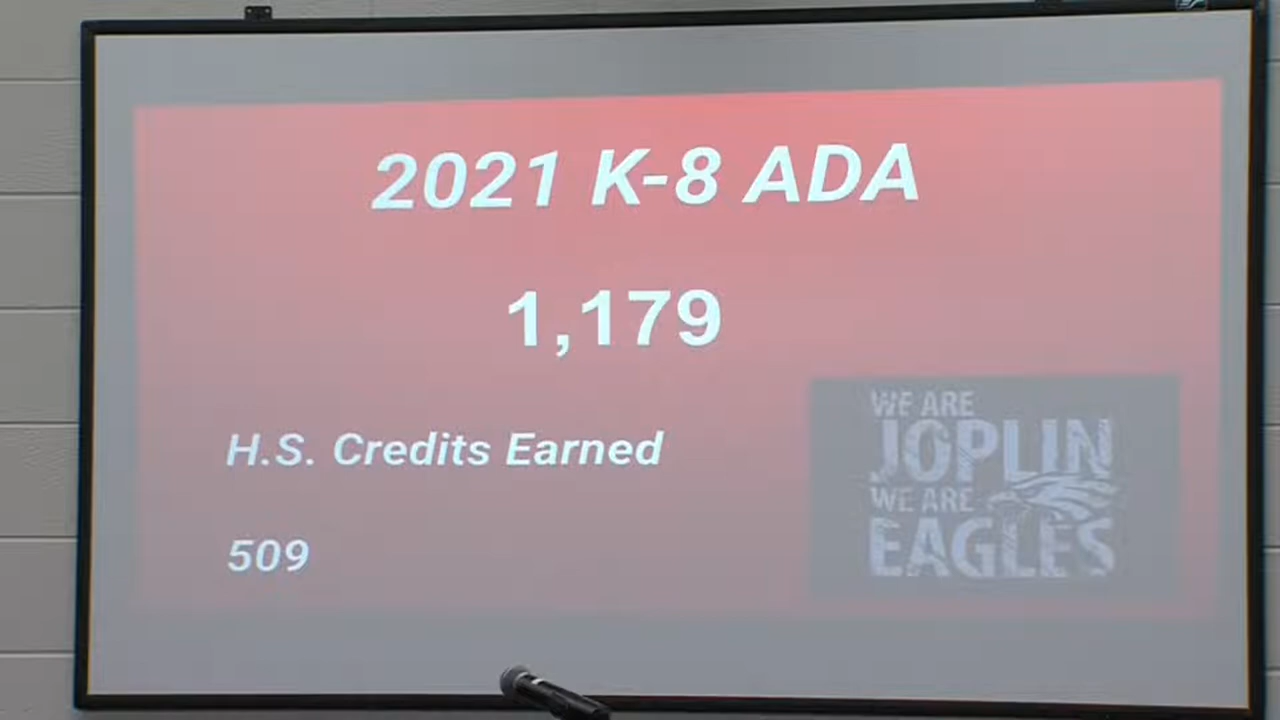 2021 K-8 ADA
1,179
H.S. Credits Earned
509
WE ARE
JOPLIN
WE ARE
EAGLES